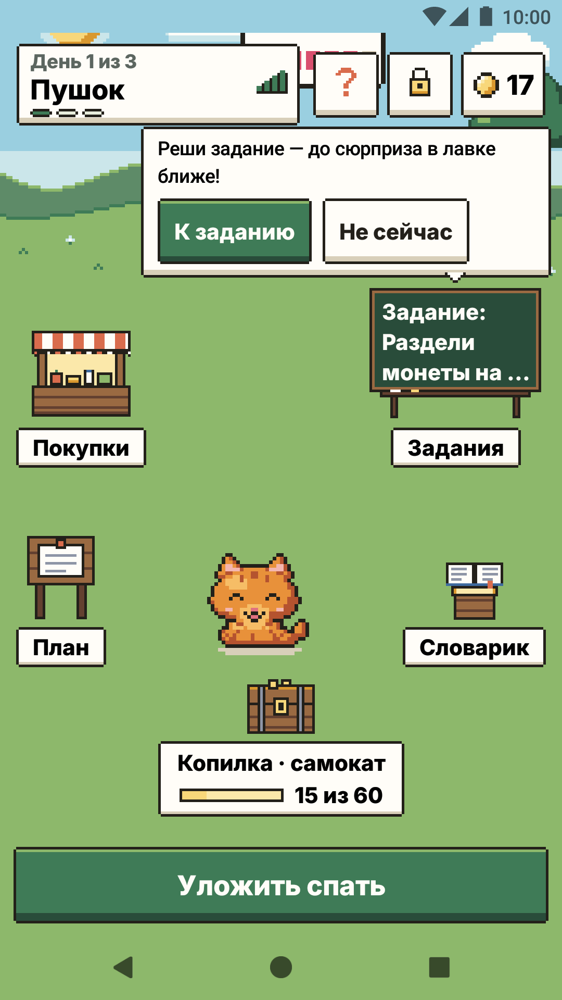 10:00
День 1 из 3
Пушок
17
Реши задание — до сюрприза в лавке
ближе!
К заданию
Не сейчас
Задание:
Раздели
монеты на ...
Покупки
Задания
План
Словарик
Копилка · самокат
15 из 60
Уложить спать